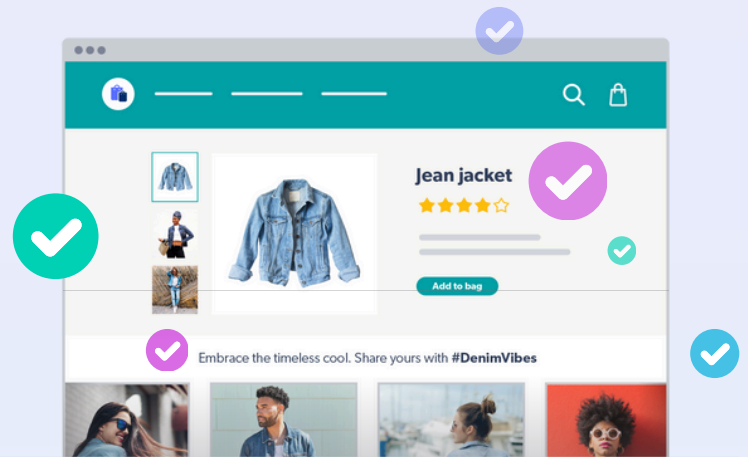 Jean jacket
Add to bag
Embrace the timeless cool. Share yours with #DenimVibes